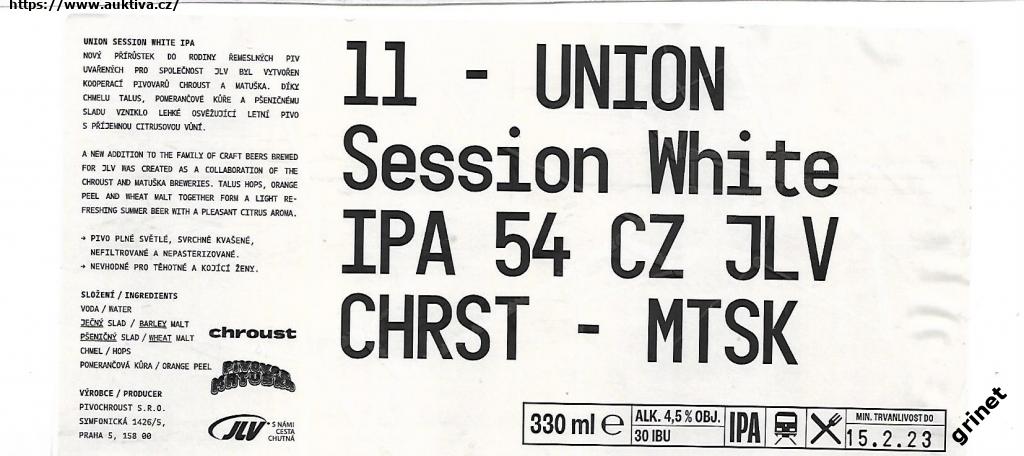 https://www.auktiva.cz/
UNION SESSION WHITE IPA
NOVÝ PŘÍRŮSTEK DO RODINY ŘEMESLNÝCH PIV
UVAŘENÝCH PRO SPOLEČNOST JLV BYL VYTVOŘEN
KOOPERACÍ PIVOVARŮ CHROUST A MATUŠKA. DÍKY
CHMELU TALUS, POMERANČOVÉ KŮŘE A PŠENIČNÉMU
SLADU VZNIKLO LEHKÉ OSVĚŽUJÍCÍ LETNÍ PIVO
S PŘÍJEMNOU CITRUSOVOU VŮNÍ.
A NEW ADDITION TO THE FAMILY OF CRAFT BEERS BREWED
FOR JLV WAS CREATED AS A COLLABORATION OF THE
CHROUST AND MATUŠKA BREWERIES. TALUS HOPS, ORANGE
PEEL AND WHEAT MALT TOGETHER FORM A LIGHT RE-
FRESHING SUMMER BEER WITH A PLEASANT CITRUS AROMA.
→ PIVO PLNÉ SVĚTLÉ, SVRCHNĚ KVAŠENÉ,
NEFILTROVANÉ A NEPASTERIZOVANÉ.
→ NEVHODNÉ PRO TĚHOTNÉ A KOJÍCÍ ŽENY.
SLOŽENÍ / INGREDIENTS
VODA / WATER
JEČNÝ SLAD / BARLEY MALT
PŠENIČNÝ SLAD / WHEAT MALT
CHMEL / HOPS
POMERANČOVÁ KŮRA / ORANGE PEEL
VÝROBCE / PRODUCER
PIVOCHROUST S.R.O.
SYMFONICKÁ 1426/5,
PRAHA 5, 158 00
chroust
PIVOVAR
MATUŠKA
JLV
S NÁMI
CESTA
CHUTNÁ
11 - UNION
Session White
IPA 54 CZ JLV
CHRST - MTSK
330 ml e
ALK. 4,5 % OBJ.
30 IBU
IPA
MIN. TRVANLIVOST DO
15.2.23
grinet